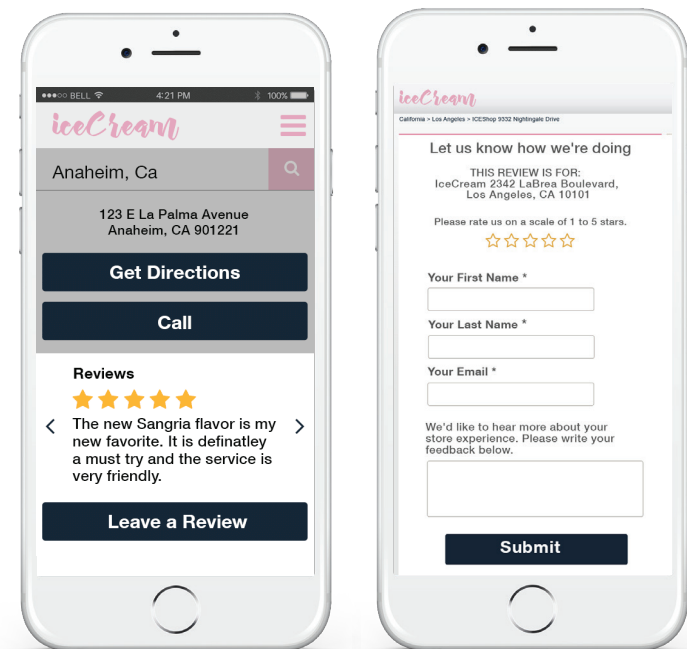 BELL
4:21 PM
100%
iceCream
Anaheim, Ca
123 E La Palma Avenue
Anaheim, CA 901221
Get Directions
Call
Reviews
The new Sangria flavor is my
new favorite. It is definatley
a must try and the service is
very friendly.
Leave a Review
iceCream
California > Los Angeles > ICEShop 9332 Nightingale Drive
Let us know how we're doing
THIS REVIEW IS FOR:
IceCream 2342 LaBrea Boulevard,
Los Angeles, CA 10101
Please rate us on a scale of 1 to 5 stars.
Your First Name *
Your Last Name *
Your Email *
We'd like to hear more about your
store experience. Please write your
feedback below.
Submit